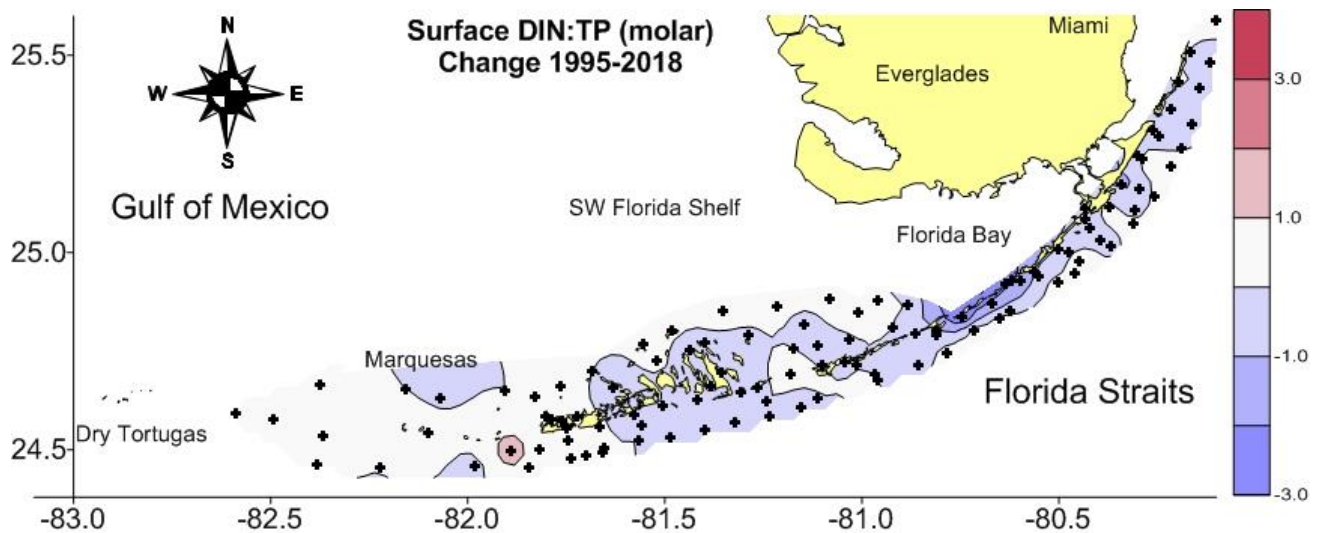 Surface DIN:TP (molar)
Change 1995-2018
Miami
N
W
E
S
Everglades
Gulf of Mexico
SW Florida Shelf
Florida Bay
Marquesas
Florida Straits
Dry Tortugas
25.5
25.0
24.5
-83.0
-82.5
-82.0
-81.5
-81.0
-80.5
3.0
1.0
-1.0
-3.0